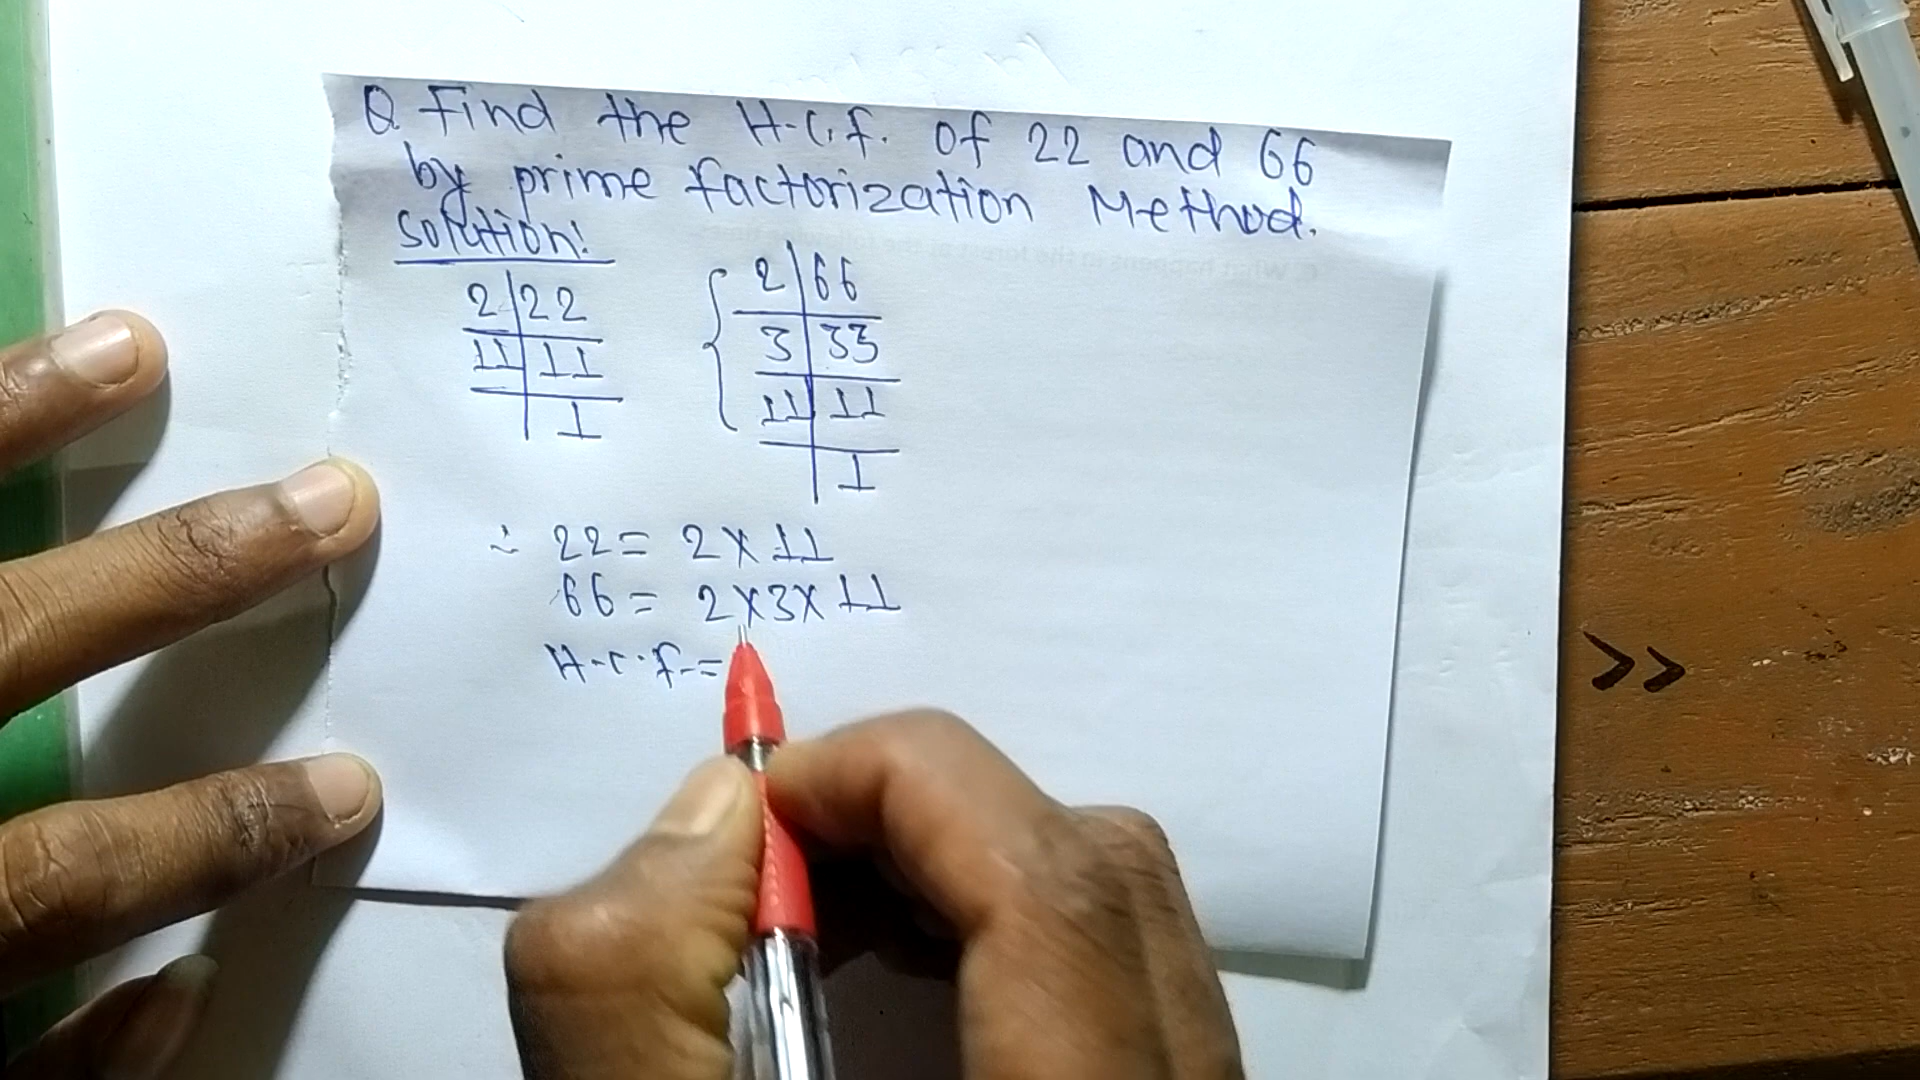 Q Find the H.C.f. of 22 and 66
by prime factorization Method.
solution:
2|22
11|11
1
2|66
3|33
11|11
1
∴ 22 = 2×11
66 = 2×3×11
H.C.f. =
>>